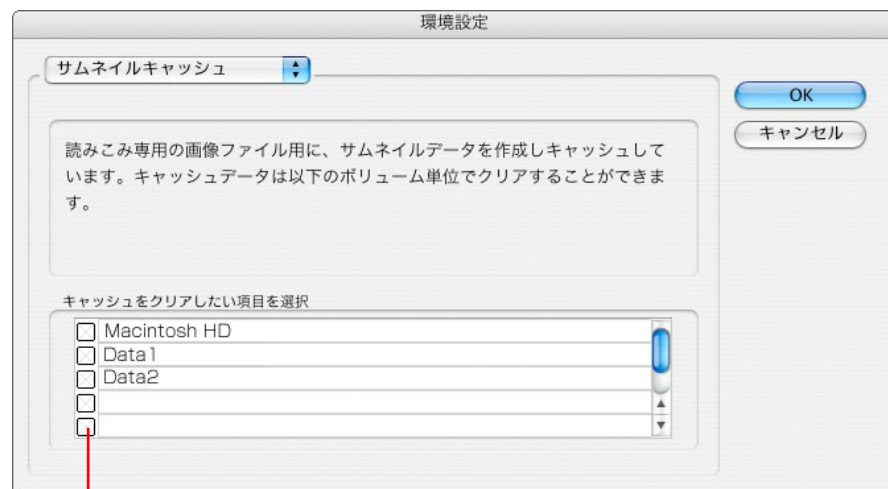 環境設定
サムネイルキャッシュ
OK
キャンセル
読みこみ専用の画像ファイル用に、サムネイルデータを作成しキャッシュして
います。キャッシュデータは以下のボリューム単位でクリアすることができま
す。
キャッシュをクリアしたい項目を選択
Macintosh HD
Data1
Data2